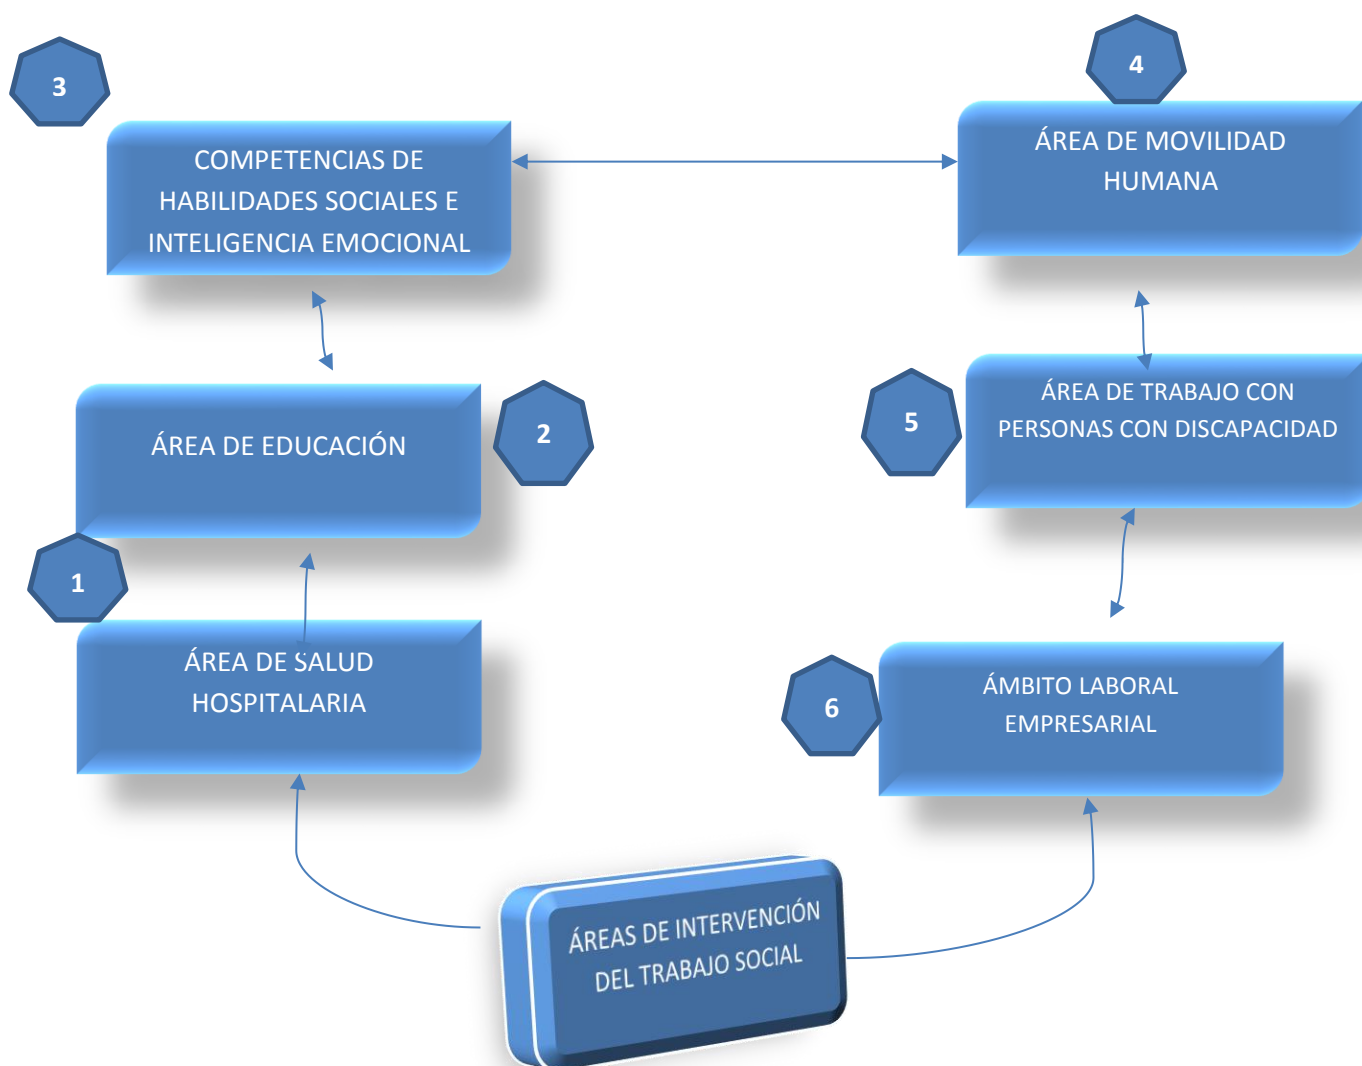 3
COMPETENCIAS DE
HABILIDADES SOCIALES E
INTELIGENCIA EMOCIONAL
4
ÁREA DE MOVILIDAD
HUMANA
ÁREA DE EDUCACIÓN
2
5
ÁREA DE TRABAJO CON
PERSONAS CON DISCAPACIDAD
1
ÁREA DE SALUD
HOSPITALARIA
6
ÁMBITO LABORAL
EMPRESARIAL
ÁREAS DE INTERVENCIÓN
DEL TRABAJO SOCIAL